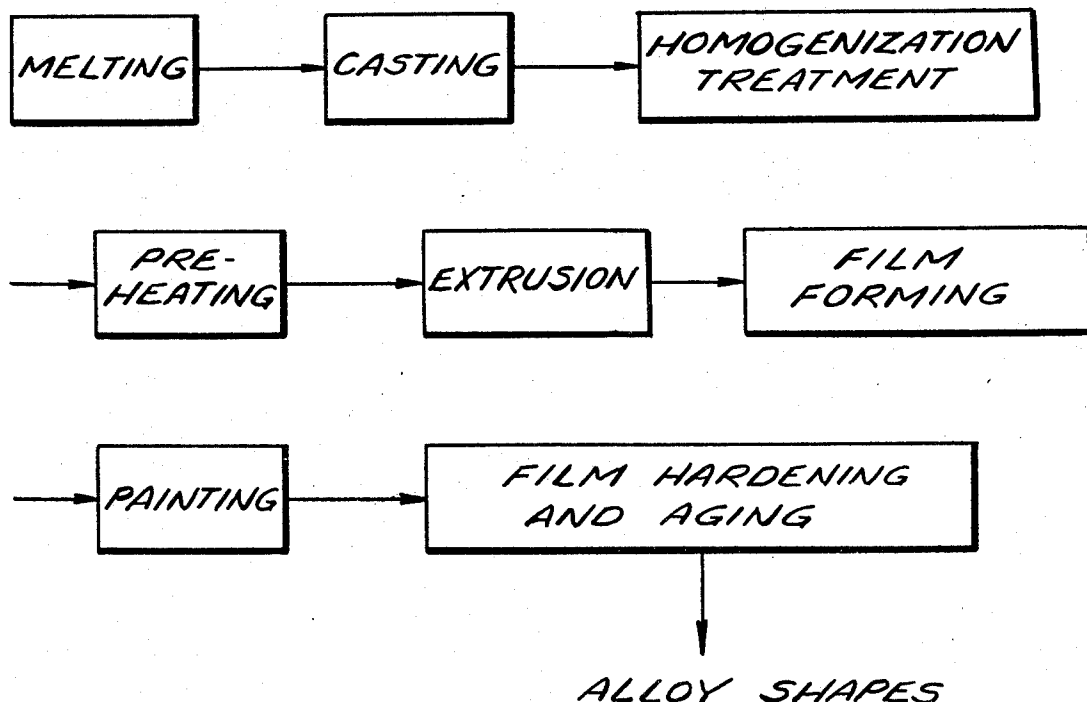 MELTING
CASTING
HOMOGENIZATION
TREATMENT
PRE-
HEATING
EXTRUSION
FILM
FORMING
PAINTING
FILM HARDENING
AND AGING
ALLOY SHAPES